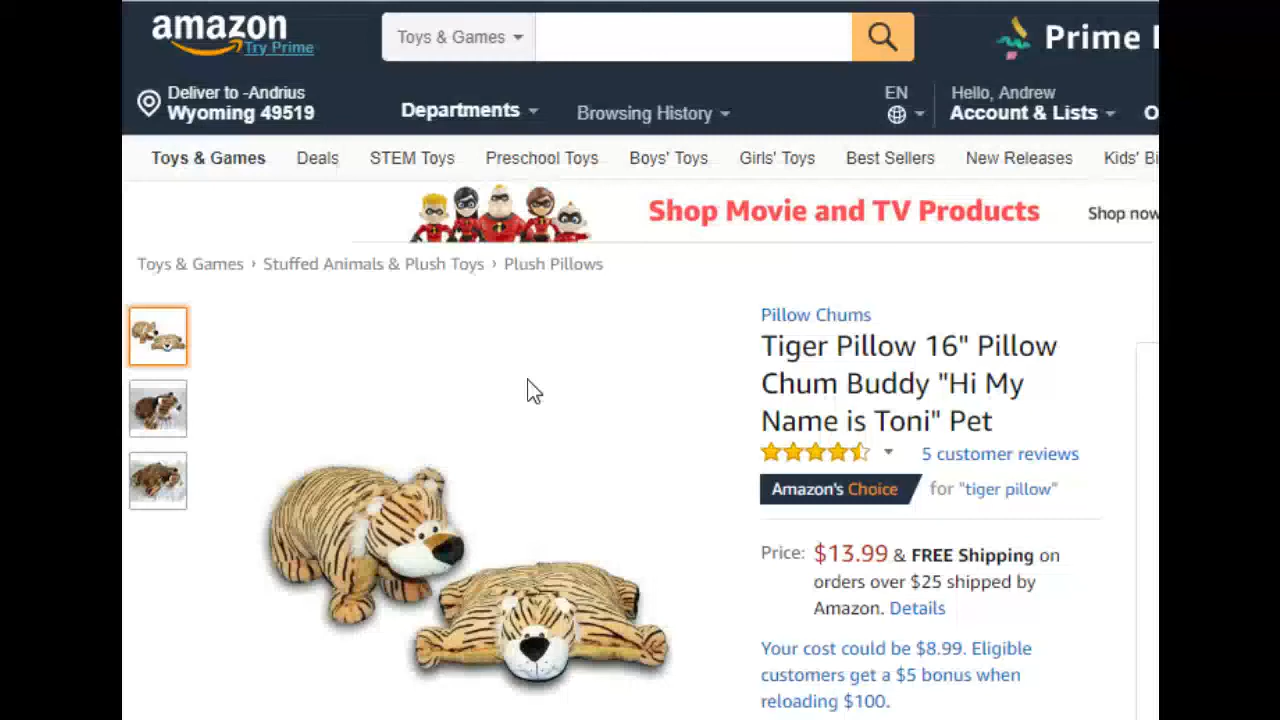 amazon
Try Prime
Toys & Games
Prime
Deliver to -Andrius
Wyoming 49519
Departments
Browsing History
EN
Hello, Andrew
Account & Lists
Toys & Games Deals STEM Toys Preschool Toys Boys' Toys Girls' Toys Best Sellers New Releases Kids'
Shop Movie and TV Products
Shop now
Toys & Games › Stuffed Animals & Plush Toys › Plush Pillows
Pillow Chums
Tiger Pillow 16" Pillow
Chum Buddy "Hi My
Name is Toni" Pet
5 customer reviews
Amazon's Choice for "tiger pillow"
Price: $13.99 & FREE Shipping on
orders over $25 shipped by
Amazon. Details
Your cost could be $8.99. Eligible
customers get a $5 bonus when
reloading $100.